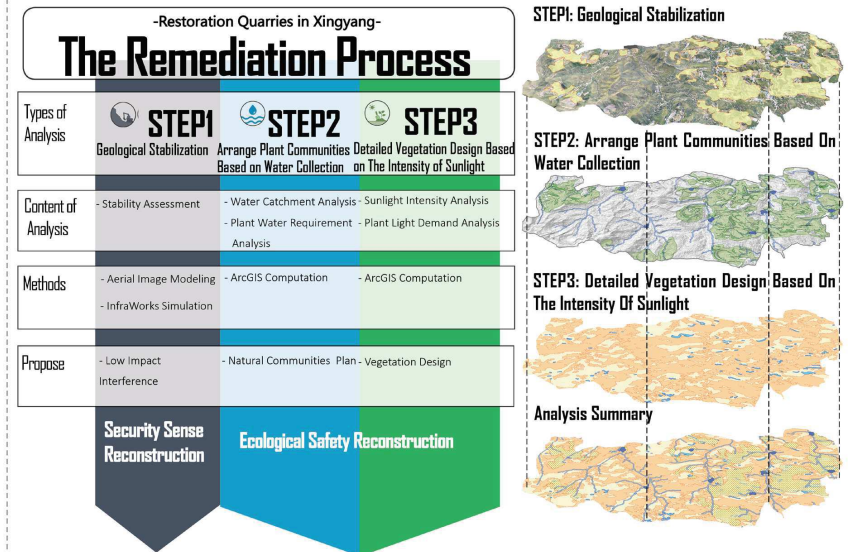 -Restoration Quarries in Xingyang-
The Remediation Process
Types of
Analysis
STEP1
Geological Stabilization
STEP2
Arrange Plant Communities
Based on Water Collection
STEP3
Detailed Vegetation Design Based
on The Intensity of Sunlight
Content of
Analysis
- Stability Assessment
- Water Catchment Analysis
- Plant Water Requirement
Analysis
- Sunlight Intensity Analysis
- Plant Light Demand Analysis
Methods
- Aerial Image Modeling
- InfraWorks Simulation
- ArcGIS Computation
- ArcGIS Computation
Propose
- Low Impact
Interference
- Natural Communities Plan
- Vegetation Design
Security Sense
Reconstruction
Ecological Safety Reconstruction
STEP1: Geological Stabilization
STEP2: Arrange Plant Communities Based On
Water Collection
STEP3: Detailed Vegetation Design Based On
The Intensity Of Sunlight
Analysis Summary